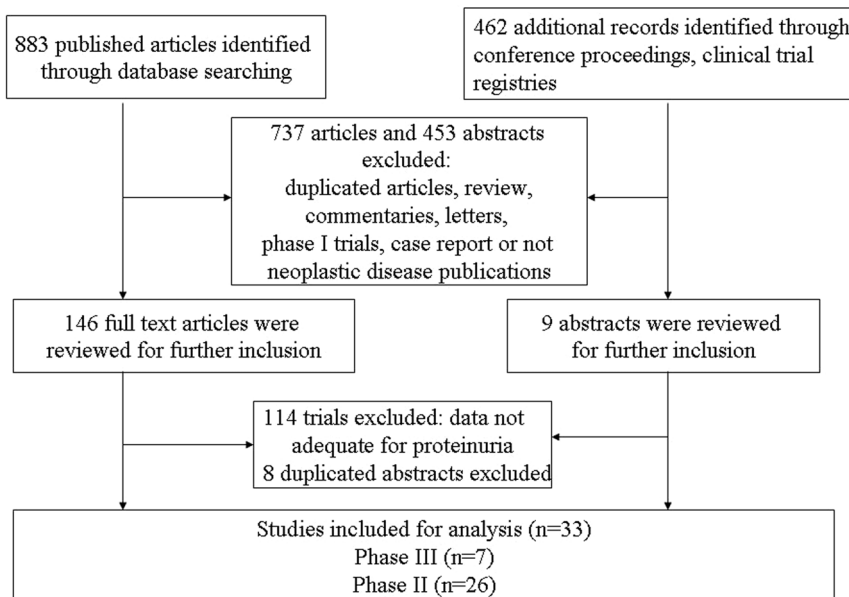 883 published articles identified
through database searching
462 additional records identified through
conference proceedings, clinical trial
registries
737 articles and 453 abstracts
excluded:
duplicated articles, review,
commentaries, letters,
phase I trials, case report or not
neoplastic disease publications
146 full text articles were
reviewed for further inclusion
9 abstracts were reviewed
for further inclusion
114 trials excluded: data not
adequate for proteinuria
8 duplicated abstracts excluded
Studies included for analysis (n=33)
Phase III (n=7)
Phase II (n=26)